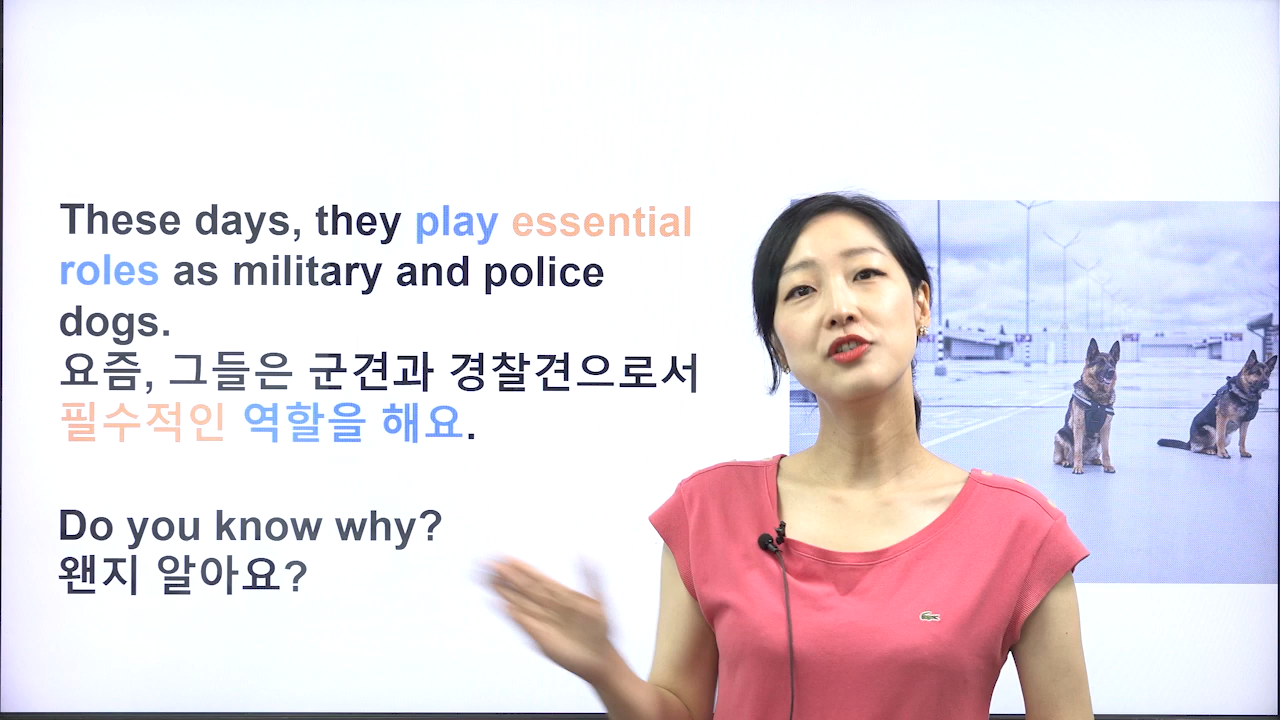 These days, they play essential
roles as military and police
dogs.
요즘, 그들은 군견과 경찰견으로서
필수적인 역할을 해요.
Do you know why?
왠지 알아요?